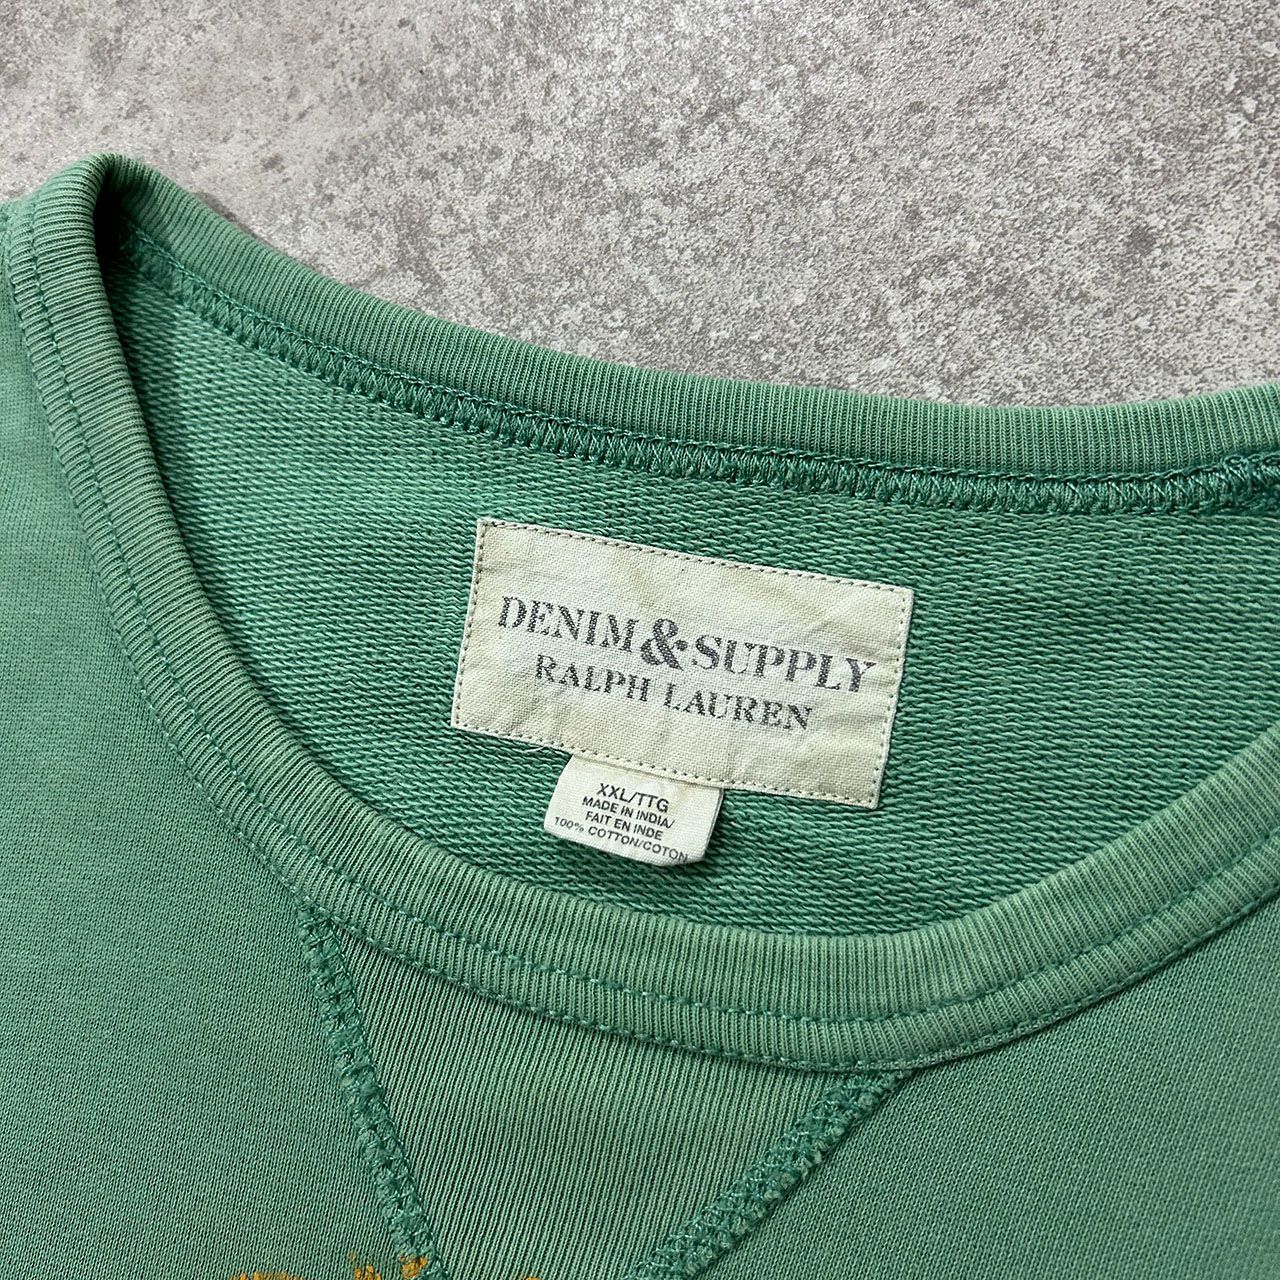 DENIM&SUPPLY
RALPH LAUREN
XXL/TTG
MADE IN INDIA/
FAIT EN INDE
100% COTTON/COTON